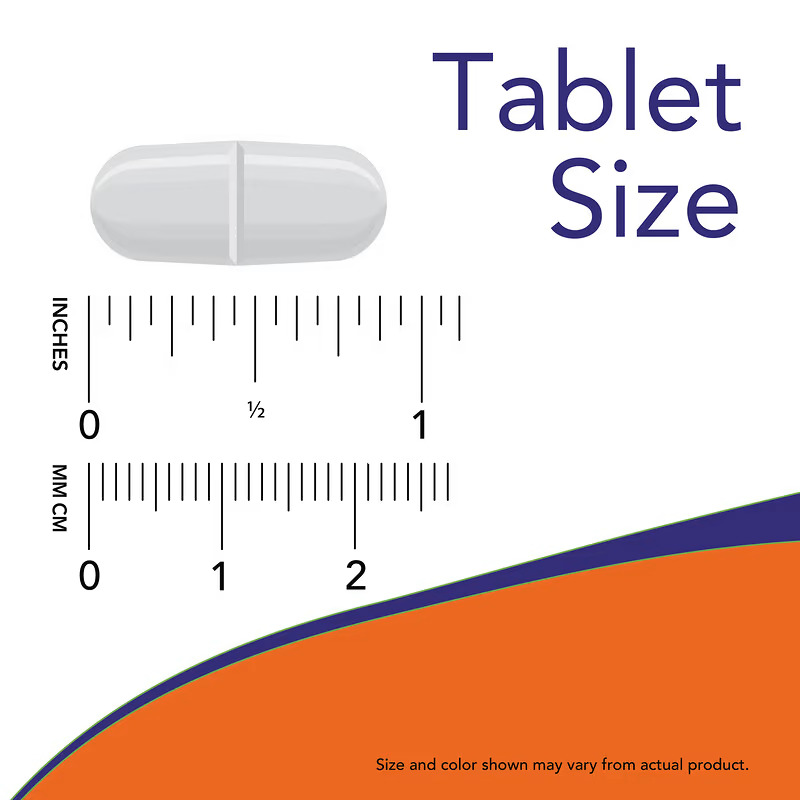 Tablet
Size
INCHES
0
½
1
MM CM
0
1
2
Size and color shown may vary from actual product.